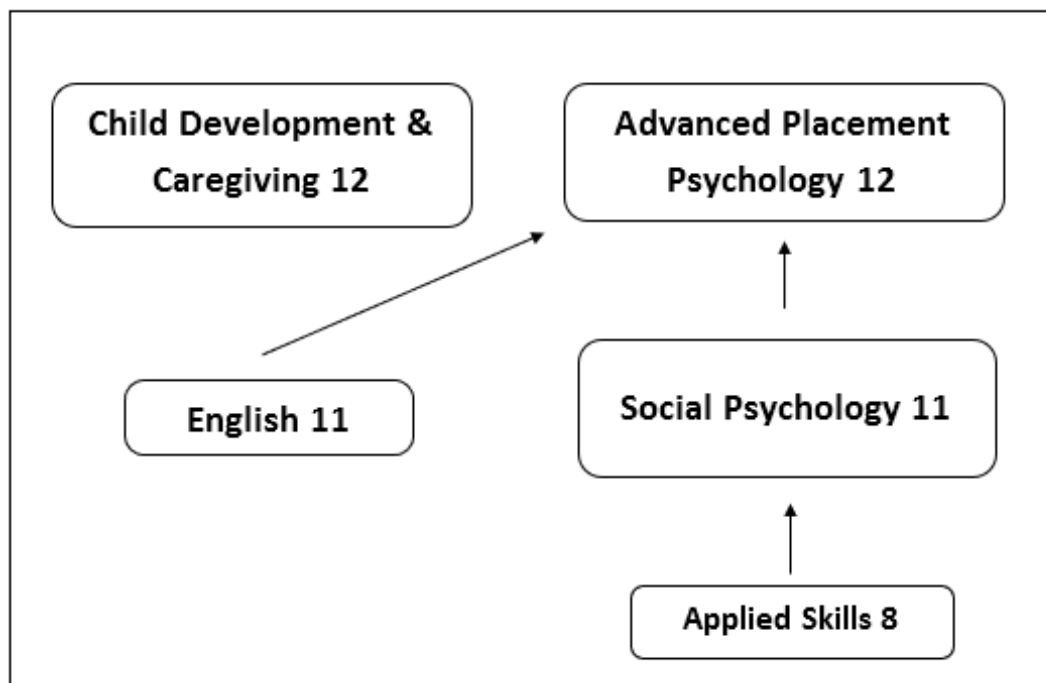 Child Development &
Caregiving 12
Advanced Placement
Psychology 12
English 11
Social Psychology 11
Applied Skills 8